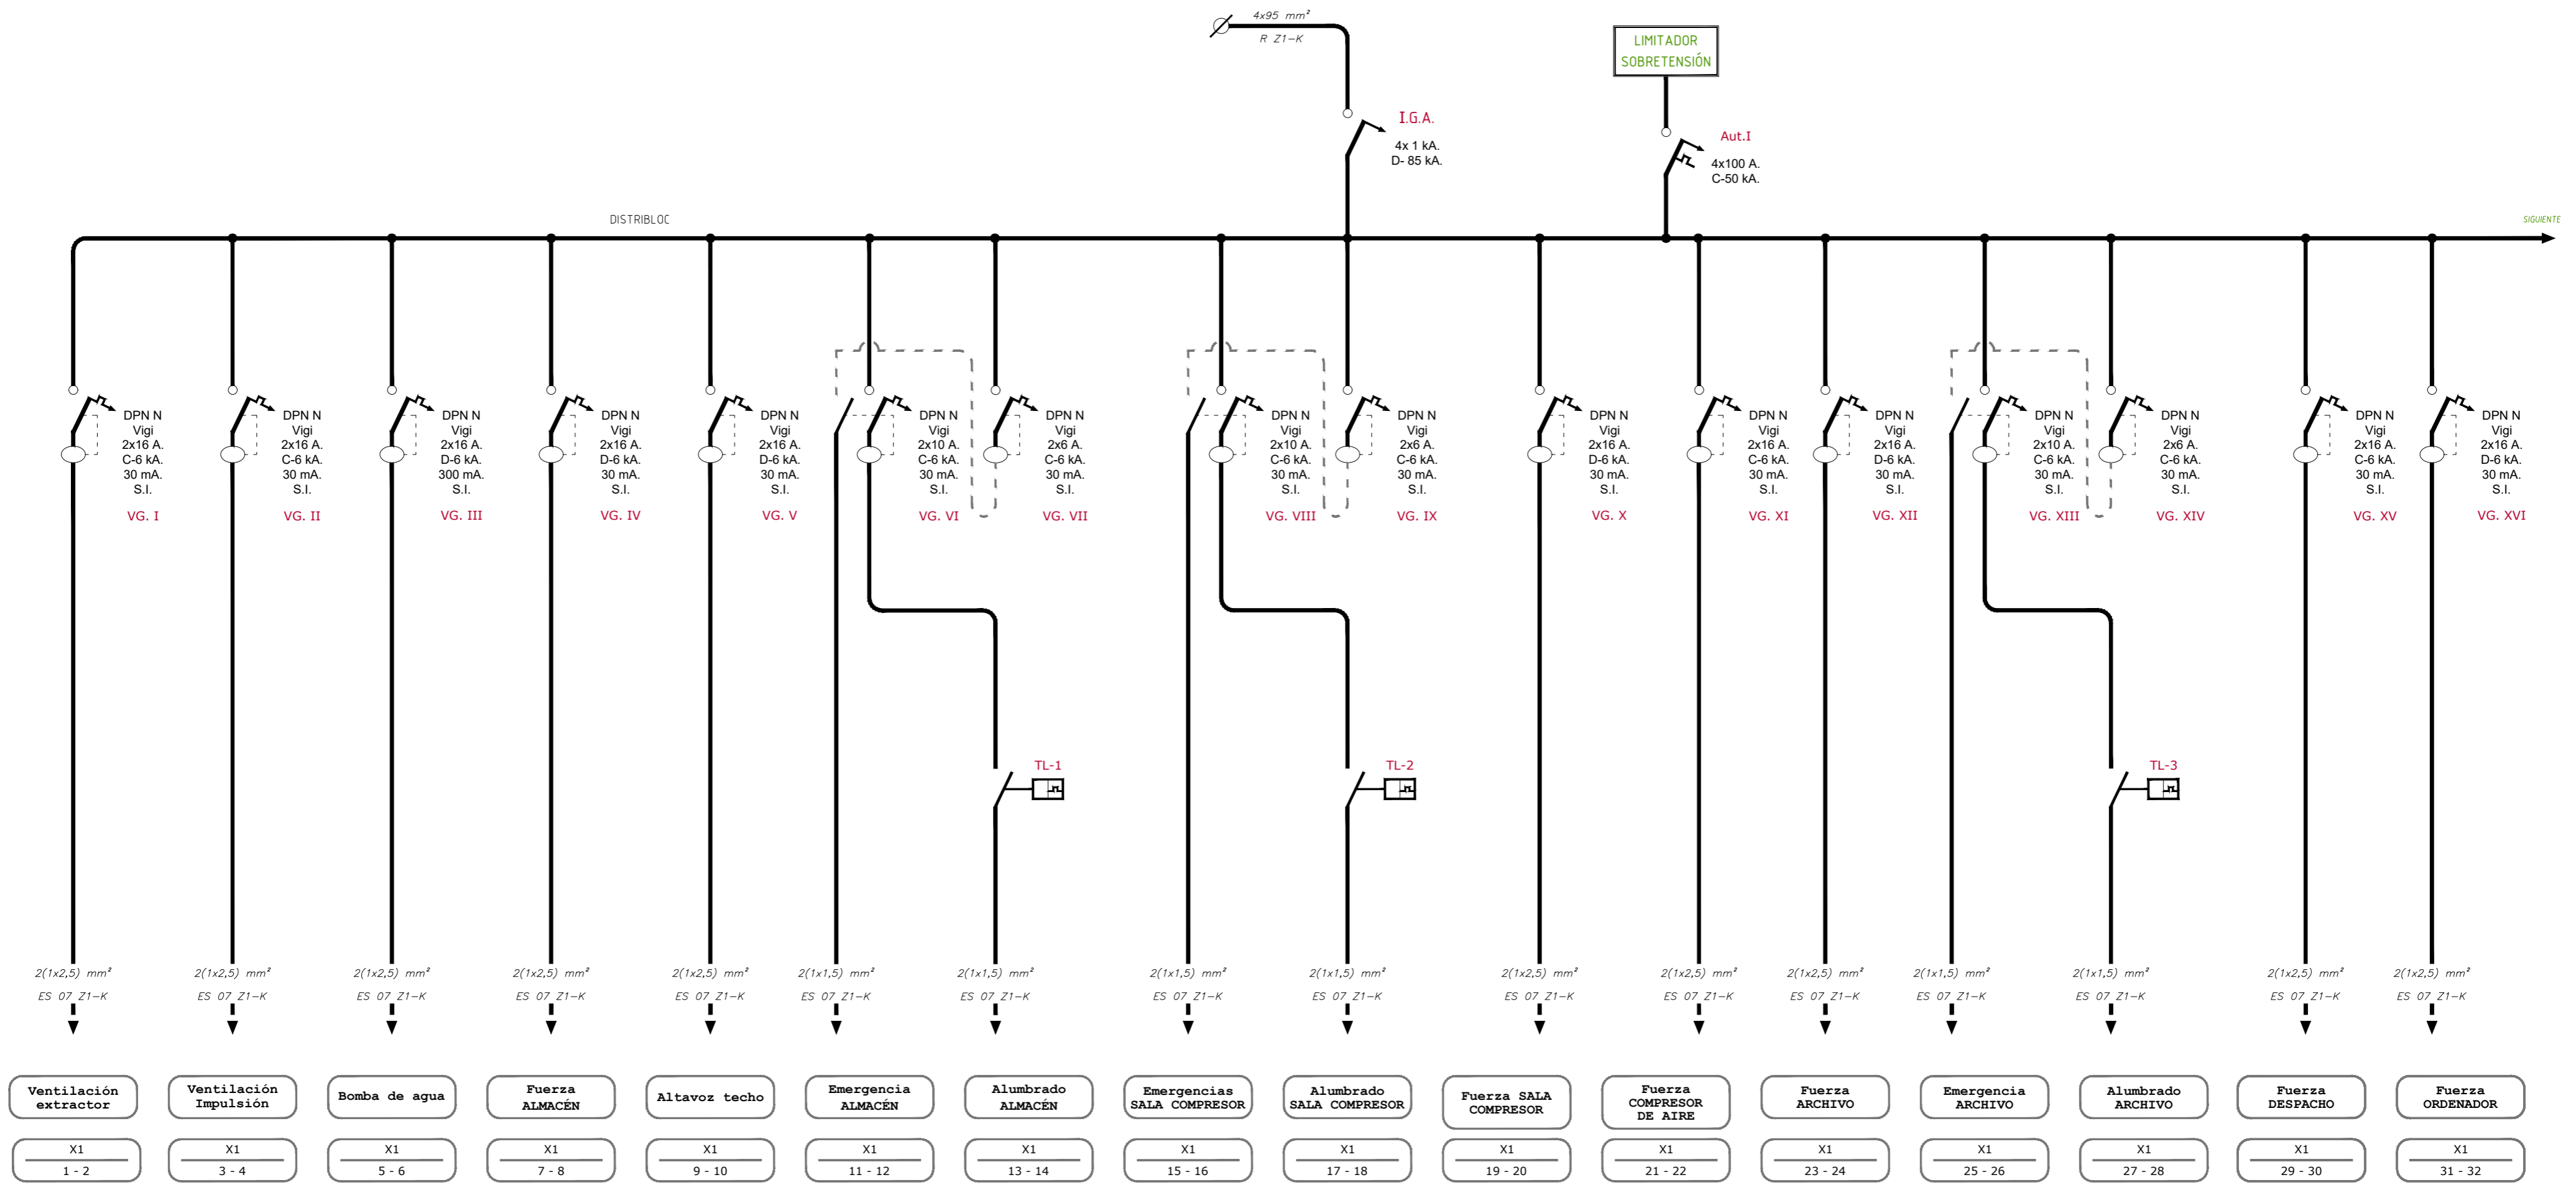 4x95 mm²
R Z1-K
LIMITADOR
SOBRETENSIÓN
I.G.A.
4x 1 kA.
D- 85 kA.
Aut.I
4x100 A.
C-50 kA.
DISTRIBLOC
SIGUIENTE
DPN N
Vigi
2x16 A.
C-6 kA.
30 mA.
S.I.
VG. I
DPN N
Vigi
2x16 A.
C-6 kA.
30 mA.
S.I.
VG. II
DPN N
Vigi
2x16 A.
D-6 kA.
300 mA.
S.I.
VG. III
DPN N
Vigi
2x16 A.
D-6 kA.
30 mA.
S.I.
VG. IV
DPN N
Vigi
2x16 A.
D-6 kA.
30 mA.
S.I.
VG. V
DPN N
Vigi
2x10 A.
C-6 kA.
30 mA.
S.I.
VG. VI
DPN N
Vigi
2x6 A.
C-6 kA.
30 mA.
S.I.
VG. VII
DPN N
Vigi
2x10 A.
C-6 kA.
30 mA.
S.I.
VG. VIII
DPN N
Vigi
2x6 A.
C-6 kA.
30 mA.
S.I.
VG. IX
DPN N
Vigi
2x16 A.
D-6 kA.
30 mA.
S.I.
VG. X
DPN N
Vigi
2x16 A.
C-6 kA.
30 mA.
S.I.
VG. XI
DPN N
Vigi
2x16 A.
D-6 kA.
30 mA.
S.I.
VG. XII
DPN N
Vigi
2x10 A.
C-6 kA.
30 mA.
S.I.
VG. XIII
DPN N
Vigi
2x6 A.
C-6 kA.
30 mA.
S.I.
VG. XIV
DPN N
Vigi
2x16 A.
C-6 kA.
30 mA.
S.I.
VG. XV
DPN N
Vigi
2x16 A.
D-6 kA.
30 mA.
S.I.
VG. XVI
TL-1
TL-2
TL-3
2(1x2,5) mm²
ES 07 Z1-K
2(1x2,5) mm²
ES 07 Z1-K
2(1x2,5) mm²
ES 07 Z1-K
2(1x2,5) mm²
ES 07 Z1-K
2(1x2,5) mm²
ES 07 Z1-K
2(1x1,5) mm²
ES 07 Z1-K
2(1x1,5) mm²
ES 07 Z1-K
2(1x1,5) mm²
ES 07 Z1-K
2(1x1,5) mm²
ES 07 Z1-K
2(1x2,5) mm²
ES 07 Z1-K
2(1x2,5) mm²
ES 07 Z1-K
2(1x2,5) mm²
ES 07 Z1-K
2(1x1,5) mm²
ES 07 Z1-K
2(1x1,5) mm²
ES 07 Z1-K
2(1x2,5) mm²
ES 07 Z1-K
2(1x2,5) mm²
ES 07 Z1-K
Ventilación
extractor
Ventilación
Impulsión
Bomba de agua
Fuerza
ALMACÉN
Altavoz techo
Emergencia
ALMACÉN
Alumbrado
ALMACÉN
Emergencias
SALA COMPRESOR
Alumbrado
SALA COMPRESOR
Fuerza SALA
COMPRESOR
Fuerza
COMPRESOR
DE AIRE
Fuerza
ARCHIVO
Emergencia
ARCHIVO
Alumbrado
ARCHIVO
Fuerza
DESPACHO
Fuerza
ORDENADOR
X1
1 - 2
X1
3 - 4
X1
5 - 6
X1
7 - 8
X1
9 - 10
X1
11 - 12
X1
13 - 14
X1
15 - 16
X1
17 - 18
X1
19 - 20
X1
21 - 22
X1
23 - 24
X1
25 - 26
X1
27 - 28
X1
29 - 30
X1
31 - 32